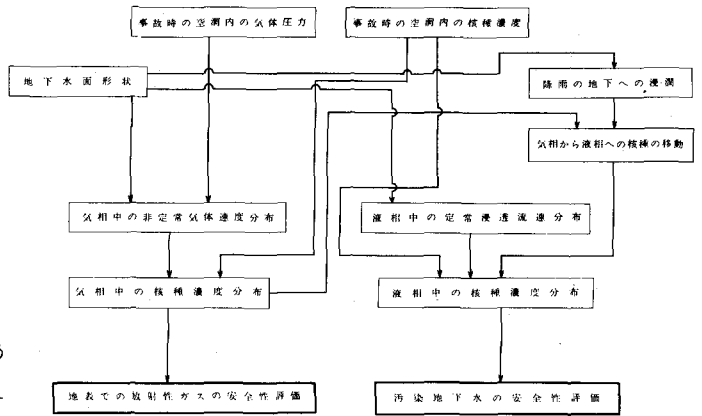 事故時の空洞内の気体圧力
事故時の空洞内の核種濃度
地下水面形状
降雨の地下への浸潤
気相から液相への核種の移動
気相中の非定常気体速度分布
液相中の定常浸透流速分布
気相中の核種濃度分布
液相中の核種濃度分布
地表での放射性ガスの安全性評価
汚染地下水の安全性評価